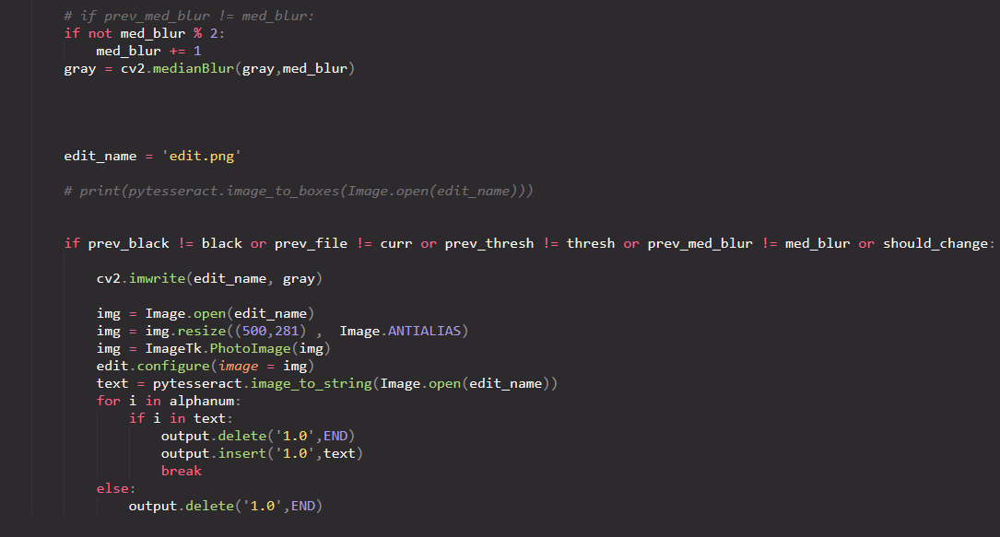 # if prev_med_blur != med_blur:
if not med_blur % 2:
    med_blur += 1
gray = cv2.medianBlur(gray,med_blur)
edit_name = 'edit.png'
# print(pytesseract.image_to_boxes(Image.open(edit_name)))
if prev_black != black or prev_file != curr or prev_thresh != thresh or prev_med_blur != med_blur or should_change:
    cv2.imwrite(edit_name, gray)
    img = Image.open(edit_name)
    img = img.resize((500,281) ,  Image.ANTIALIAS)
    img = ImageTk.PhotoImage(img)
    edit.configure(image = img)
    text = pytesseract.image_to_string(Image.open(edit_name))
    for i in alphanum:
        if i in text:
            output.delete('1.0',END)
            output.insert('1.0',text)
            break
    else:
        output.delete('1.0',END)